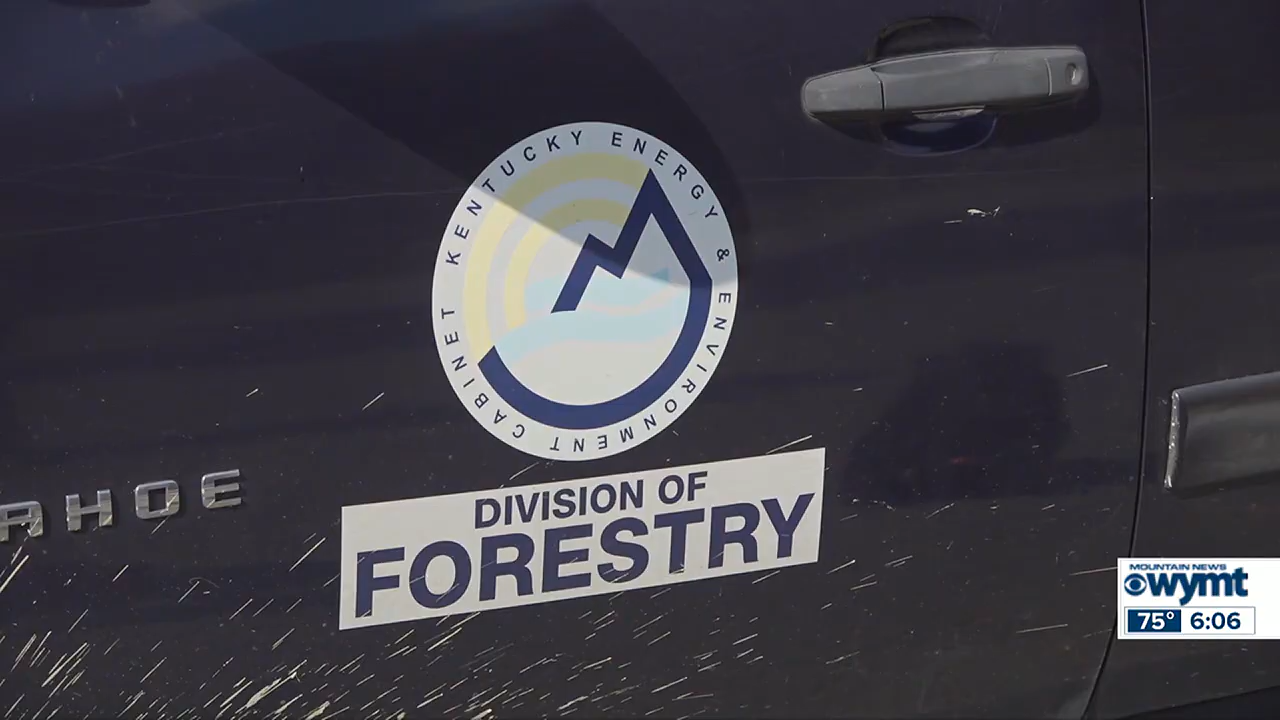 KENTUCKY ENERGY & ENVIRONMENT CABINET
AHOE
DIVISION OF
FORESTRY
MOUNTAIN NEWS
wymt
75° 6:06